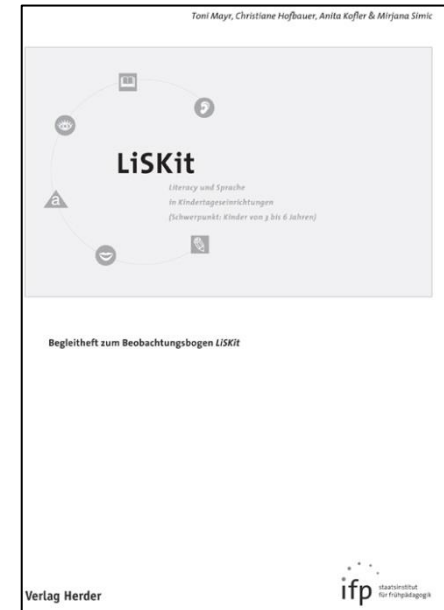 Toni Mayr, Christiane Hofbauer, Anita Kofler & Mirjana Simic
a
LiSKit
Literacy und Sprache
in Kindertageseinrichtungen
(Schwerpunkt: Kinder von 3 bis 6 Jahren)
Begleitheft zum Beobachtungsbogen LiSKit
Verlag Herder
ifp staatsinstitut
für frühpädagogik